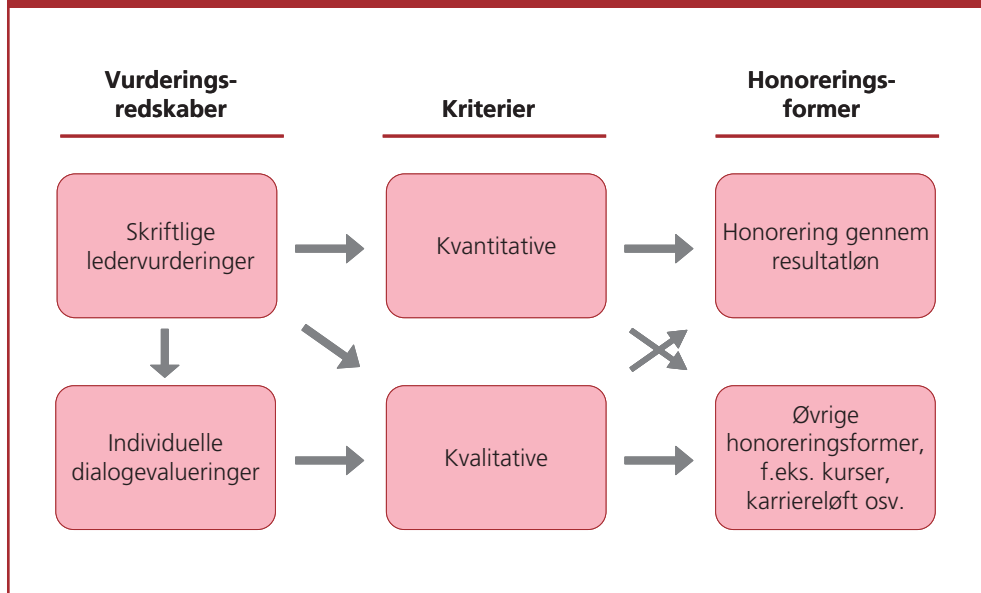 Vurderings-
redskaber
Kriterier
Honorerings-
former
Skriftlige
ledervurderinger
Kvantitative
Honorering gennem
resultatløn
Individuelle
dialogevalueringer
Kvalitative
Øvrige
honoreringsformer,
f.eks. kurser,
karriereløft osv.